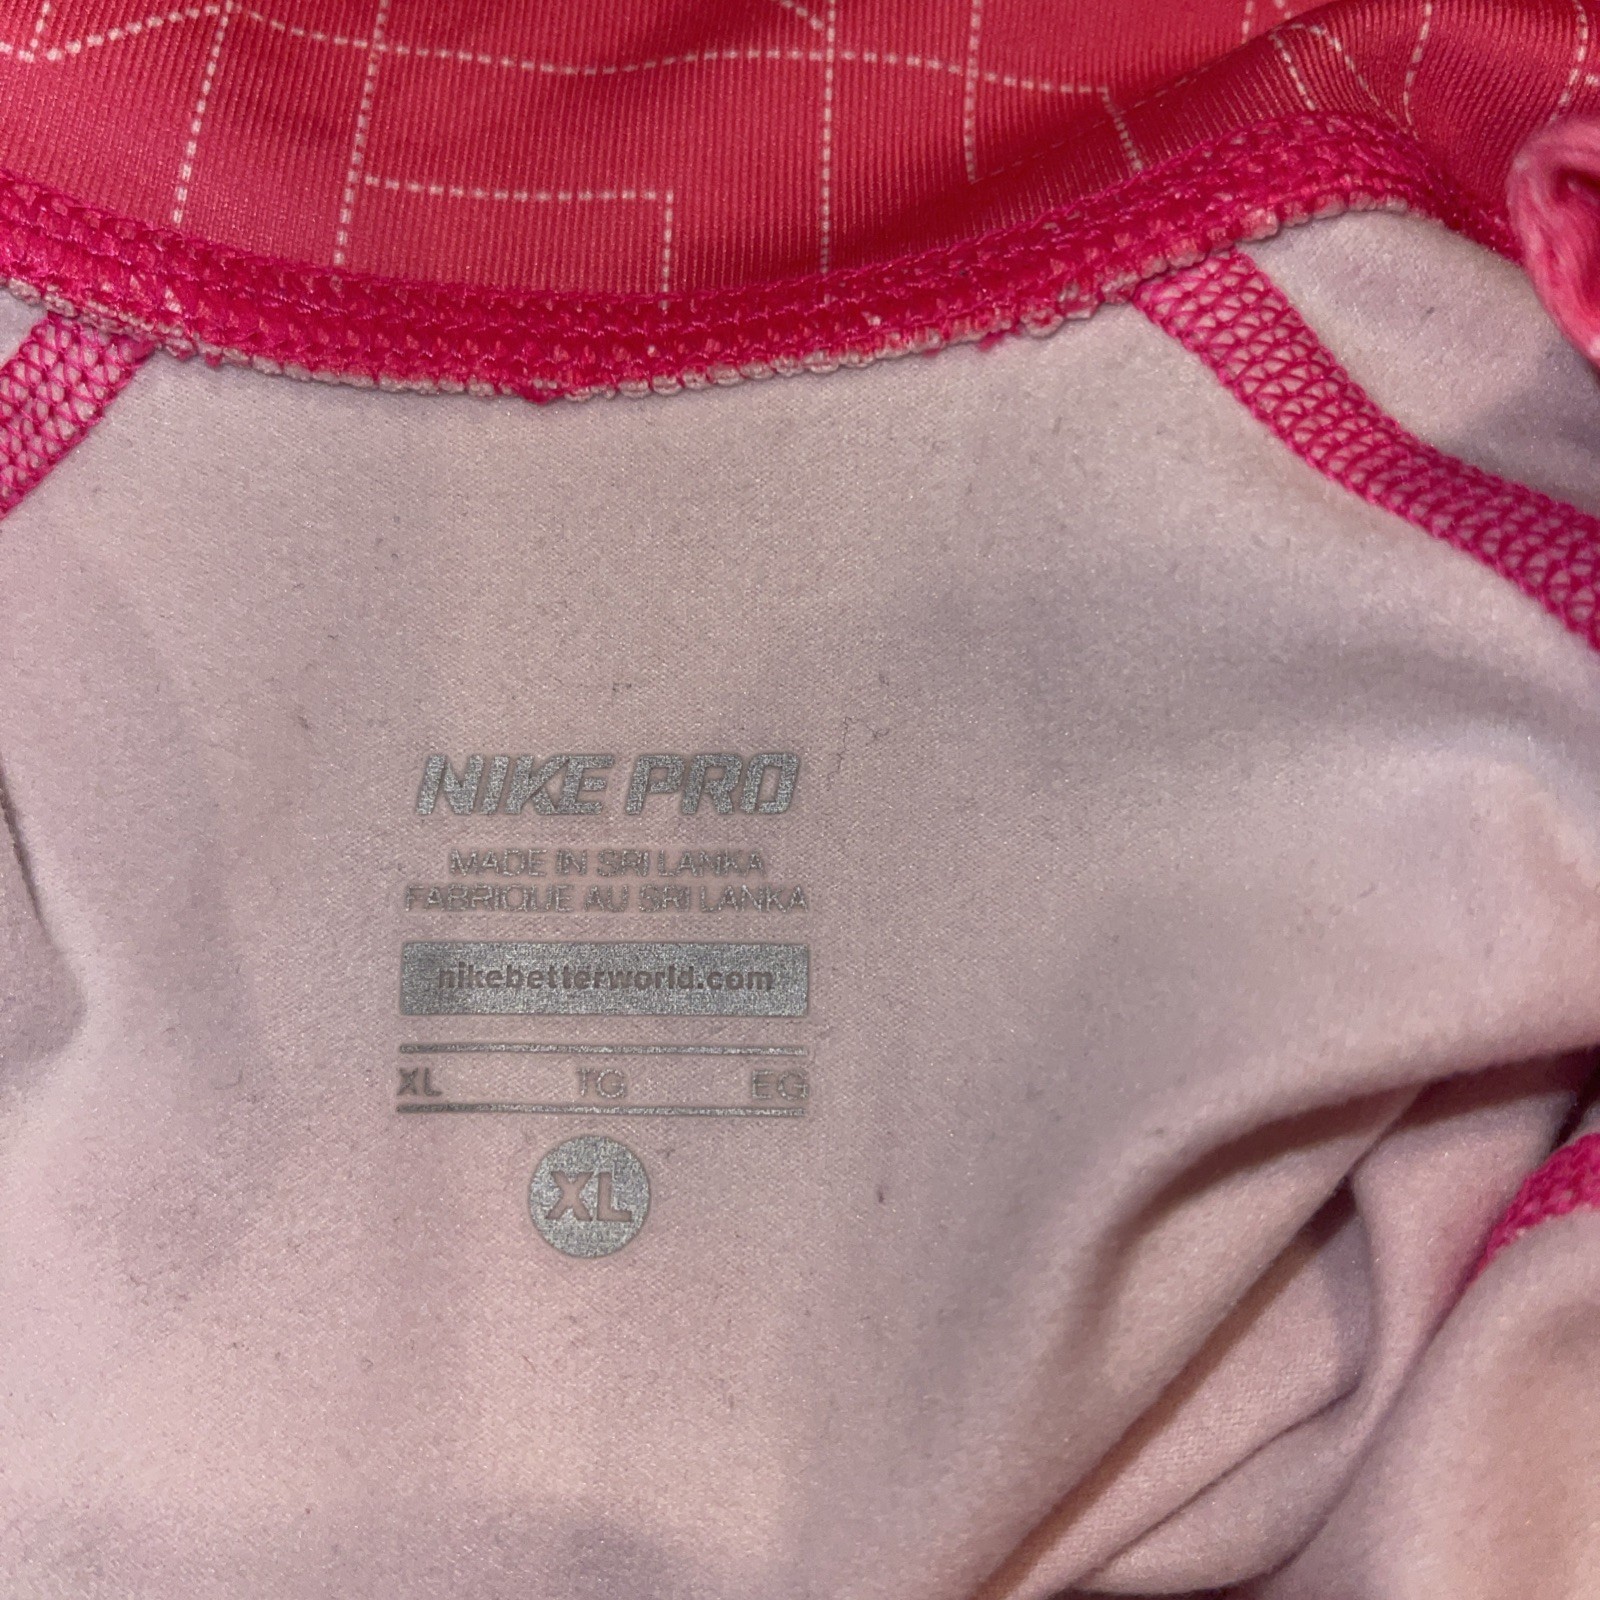 NIKE PRO
MADE IN SRI LANKA
FABRIQUE AU SRI LANKA
nikebetterworld.com
XL TG EG
XL